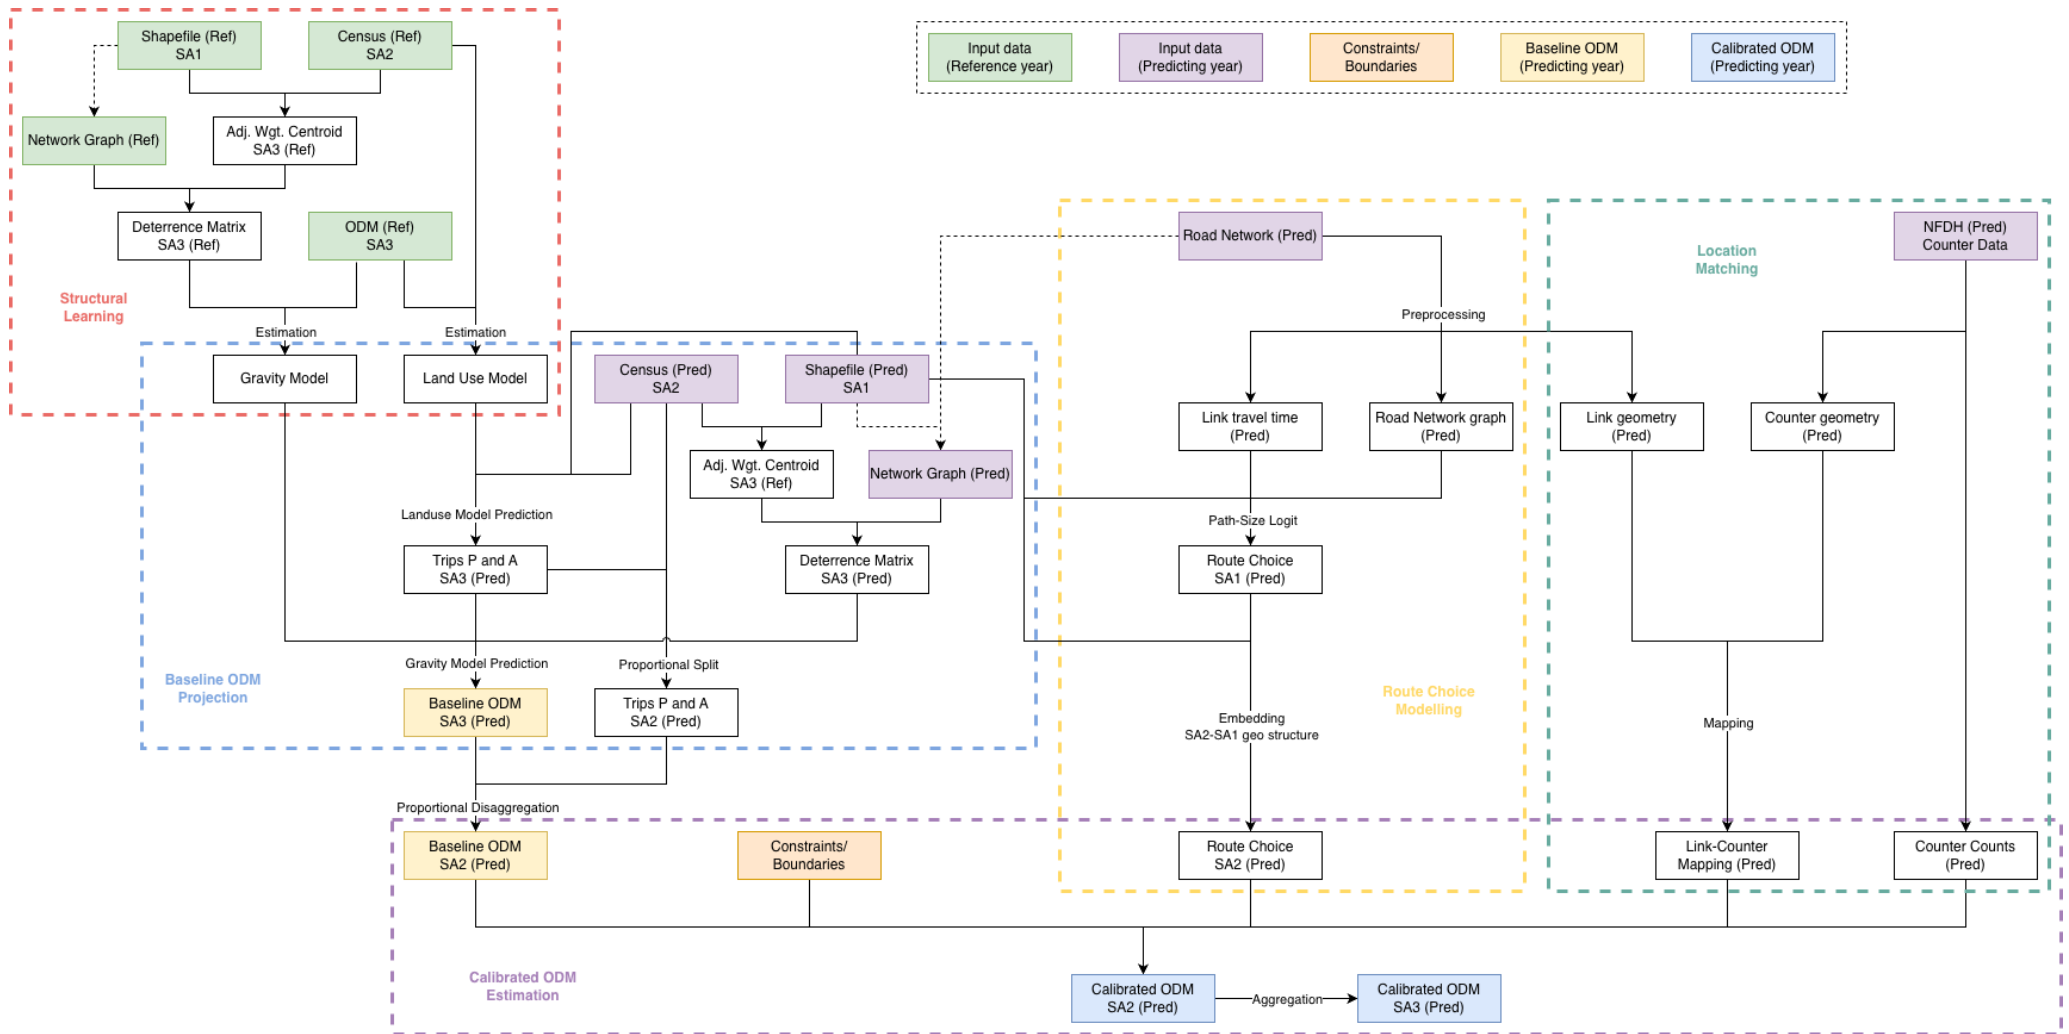 Shapefile (Ref)
SA1
Census (Ref)
SA2
Input data
(Reference year)
Input data
(Predicting year)
Constraints/
Boundaries
Baseline ODM
(Predicting year)
Calibrated ODM
(Predicting year)
Network Graph (Ref)
Adj. Wgt. Centroid
SA3 (Ref)
Deterrence Matrix
SA3 (Ref)
ODM (Ref)
SA3
Structural
Learning
Estimation
Estimation
Gravity Model
Land Use Model
Census (Pred)
SA2
Shapefile (Pred)
SA1
Adj. Wgt. Centroid
SA3 (Ref)
Network Graph (Pred)
Landuse Model Prediction
Trips P and A
SA3 (Pred)
Deterrence Matrix
SA3 (Pred)
Gravity Model Prediction
Proportional Split
Baseline ODM
Projection
Baseline ODM
SA3 (Pred)
Trips P and A
SA2 (Pred)
Road Network (Pred)
Preprocessing
Link travel time
(Pred)
Road Network graph
(Pred)
Path-Size Logit
Route Choice
SA1 (Pred)
Route Choice
Modelling
Embedding
SA2-SA1 geo structure
NFDH (Pred)
Counter Data
Location
Matching
Link geometry
(Pred)
Counter geometry
(Pred)
Mapping
Proportional Disaggregation
Baseline ODM
SA2 (Pred)
Constraints/
Boundaries
Route Choice
SA2 (Pred)
Link-Counter
Mapping (Pred)
Counter Counts
(Pred)
Calibrated ODM
Estimation
Calibrated ODM
SA2 (Pred)
Aggregation
Calibrated ODM
SA3 (Pred)